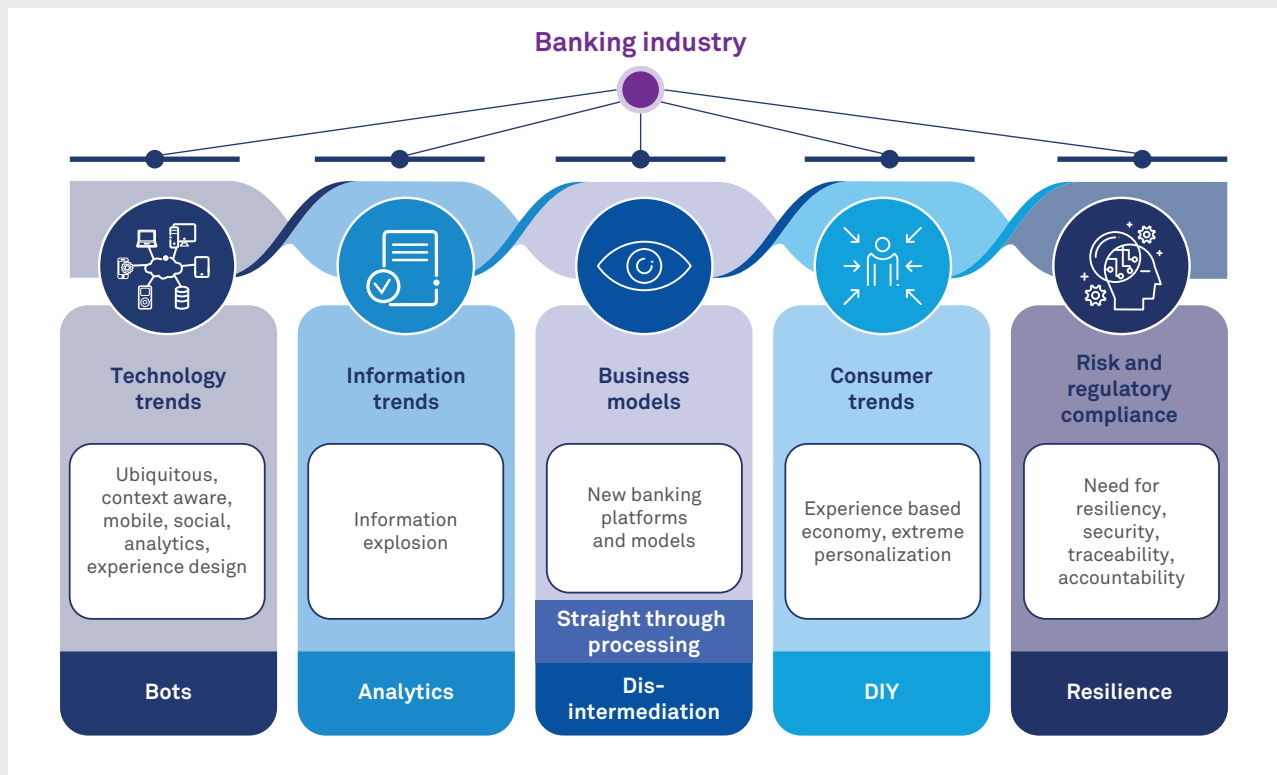 Banking industry
Technology
trends
Ubiquitous,
context aware,
mobile, social,
analytics,
experience design
Bots
Information
trends
Information
explosion
Analytics
Business
models
New banking
platforms
and models
Straight through
processing
Dis-
intermediation
Consumer
trends
Experience based
economy, extreme
personalization
DIY
Risk and
regulatory
compliance
Need for
resiliency,
security,
traceability,
accountability
Resilience